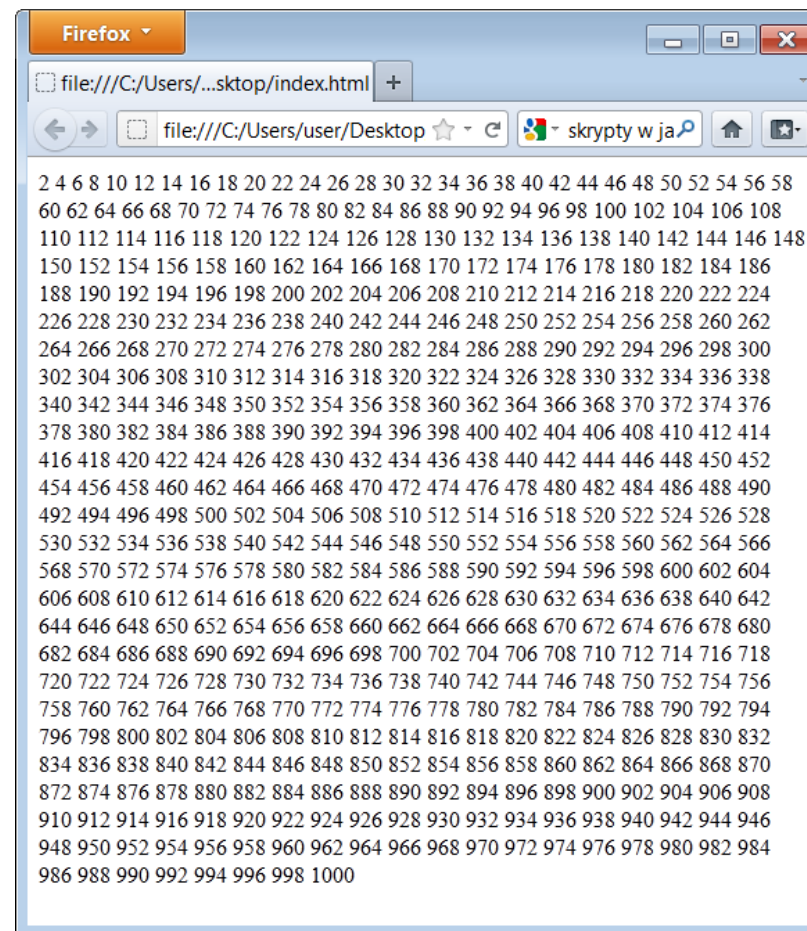 Firefox
file:///C:/Users/...sktop/index.html +
file:///C:/Users/user/Desktop skrypty w ja
2 4 6 8 10 12 14 16 18 20 22 24 26 28 30 32 34 36 38 40 42 44 46 48 50 52 54 56 58
60 62 64 66 68 70 72 74 76 78 80 82 84 86 88 90 92 94 96 98 100 102 104 106 108
110 112 114 116 118 120 122 124 126 128 130 132 134 136 138 140 142 144 146 148
150 152 154 156 158 160 162 164 166 168 170 172 174 176 178 180 182 184 186
188 190 192 194 196 198 200 202 204 206 208 210 212 214 216 218 220 222 224
226 228 230 232 234 236 238 240 242 244 246 248 250 252 254 256 258 260 262
264 266 268 270 272 274 276 278 280 282 284 286 288 290 292 294 296 298 300
302 304 306 308 310 312 314 316 318 320 322 324 326 328 330 332 334 336 338
340 342 344 346 348 350 352 354 356 358 360 362 364 366 368 370 372 374 376
378 380 382 384 386 388 390 392 394 396 398 400 402 404 406 408 410 412 414
416 418 420 422 424 426 428 430 432 434 436 438 440 442 444 446 448 450 452
454 456 458 460 462 464 466 468 470 472 474 476 478 480 482 484 486 488 490
492 494 496 498 500 502 504 506 508 510 512 514 516 518 520 522 524 526 528
530 532 534 536 538 540 542 544 546 548 550 552 554 556 558 560 562 564 566
568 570 572 574 576 578 580 582 584 586 588 590 592 594 596 598 600 602 604
606 608 610 612 614 616 618 620 622 624 626 628 630 632 634 636 638 640 642
644 646 648 650 652 654 656 658 660 662 664 666 668 670 672 674 676 678 680
682 684 686 688 690 692 694 696 698 700 702 704 706 708 710 712 714 716 718
720 722 724 726 728 730 732 734 736 738 740 742 744 746 748 750 752 754 756
758 760 762 764 766 768 770 772 774 776 778 780 782 784 786 788 790 792 794
796 798 800 802 804 806 808 810 812 814 816 818 820 822 824 826 828 830 832
834 836 838 840 842 844 846 848 850 852 854 856 858 860 862 864 866 868 870
872 874 876 878 880 882 884 886 888 890 892 894 896 898 900 902 904 906 908
910 912 914 916 918 920 922 924 926 928 930 932 934 936 938 940 942 944 946
948 950 952 954 956 958 960 962 964 966 968 970 972 974 976 978 980 982 984
986 988 990 992 994 996 998 1000